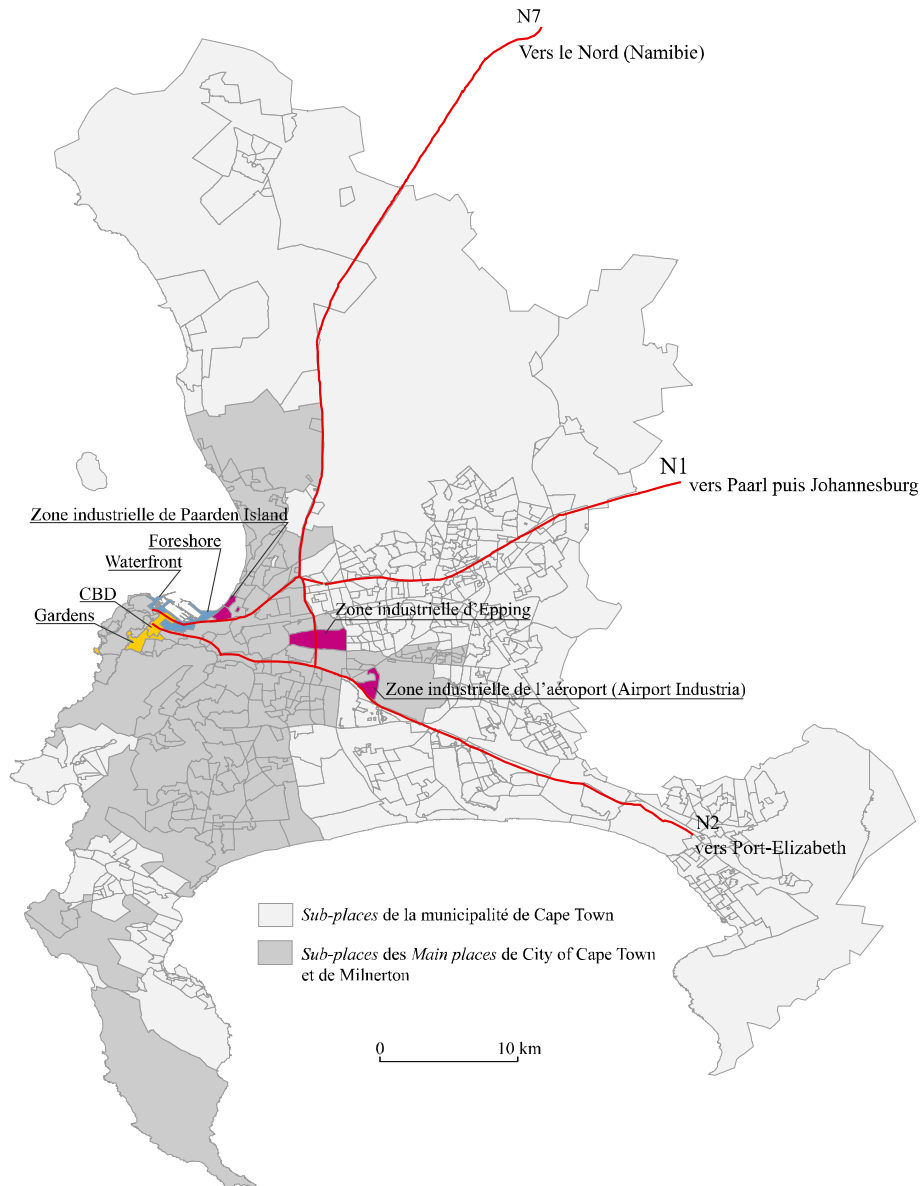 N7
Vers le Nord (Namibie)
N1
vers Paarl puis Johannesburg
Zone industrielle de Paarden Island
Foreshore
Waterfront
CBD
Gardens
Zone industrielle d'Epping
Zone industrielle de l'aéroport (Airport Industria)
N2
vers Port-Elizabeth
Sub-places de la municipalité de Cape Town
Sub-places des Main places de City of Cape Town
et de Milnerton
0 10 km